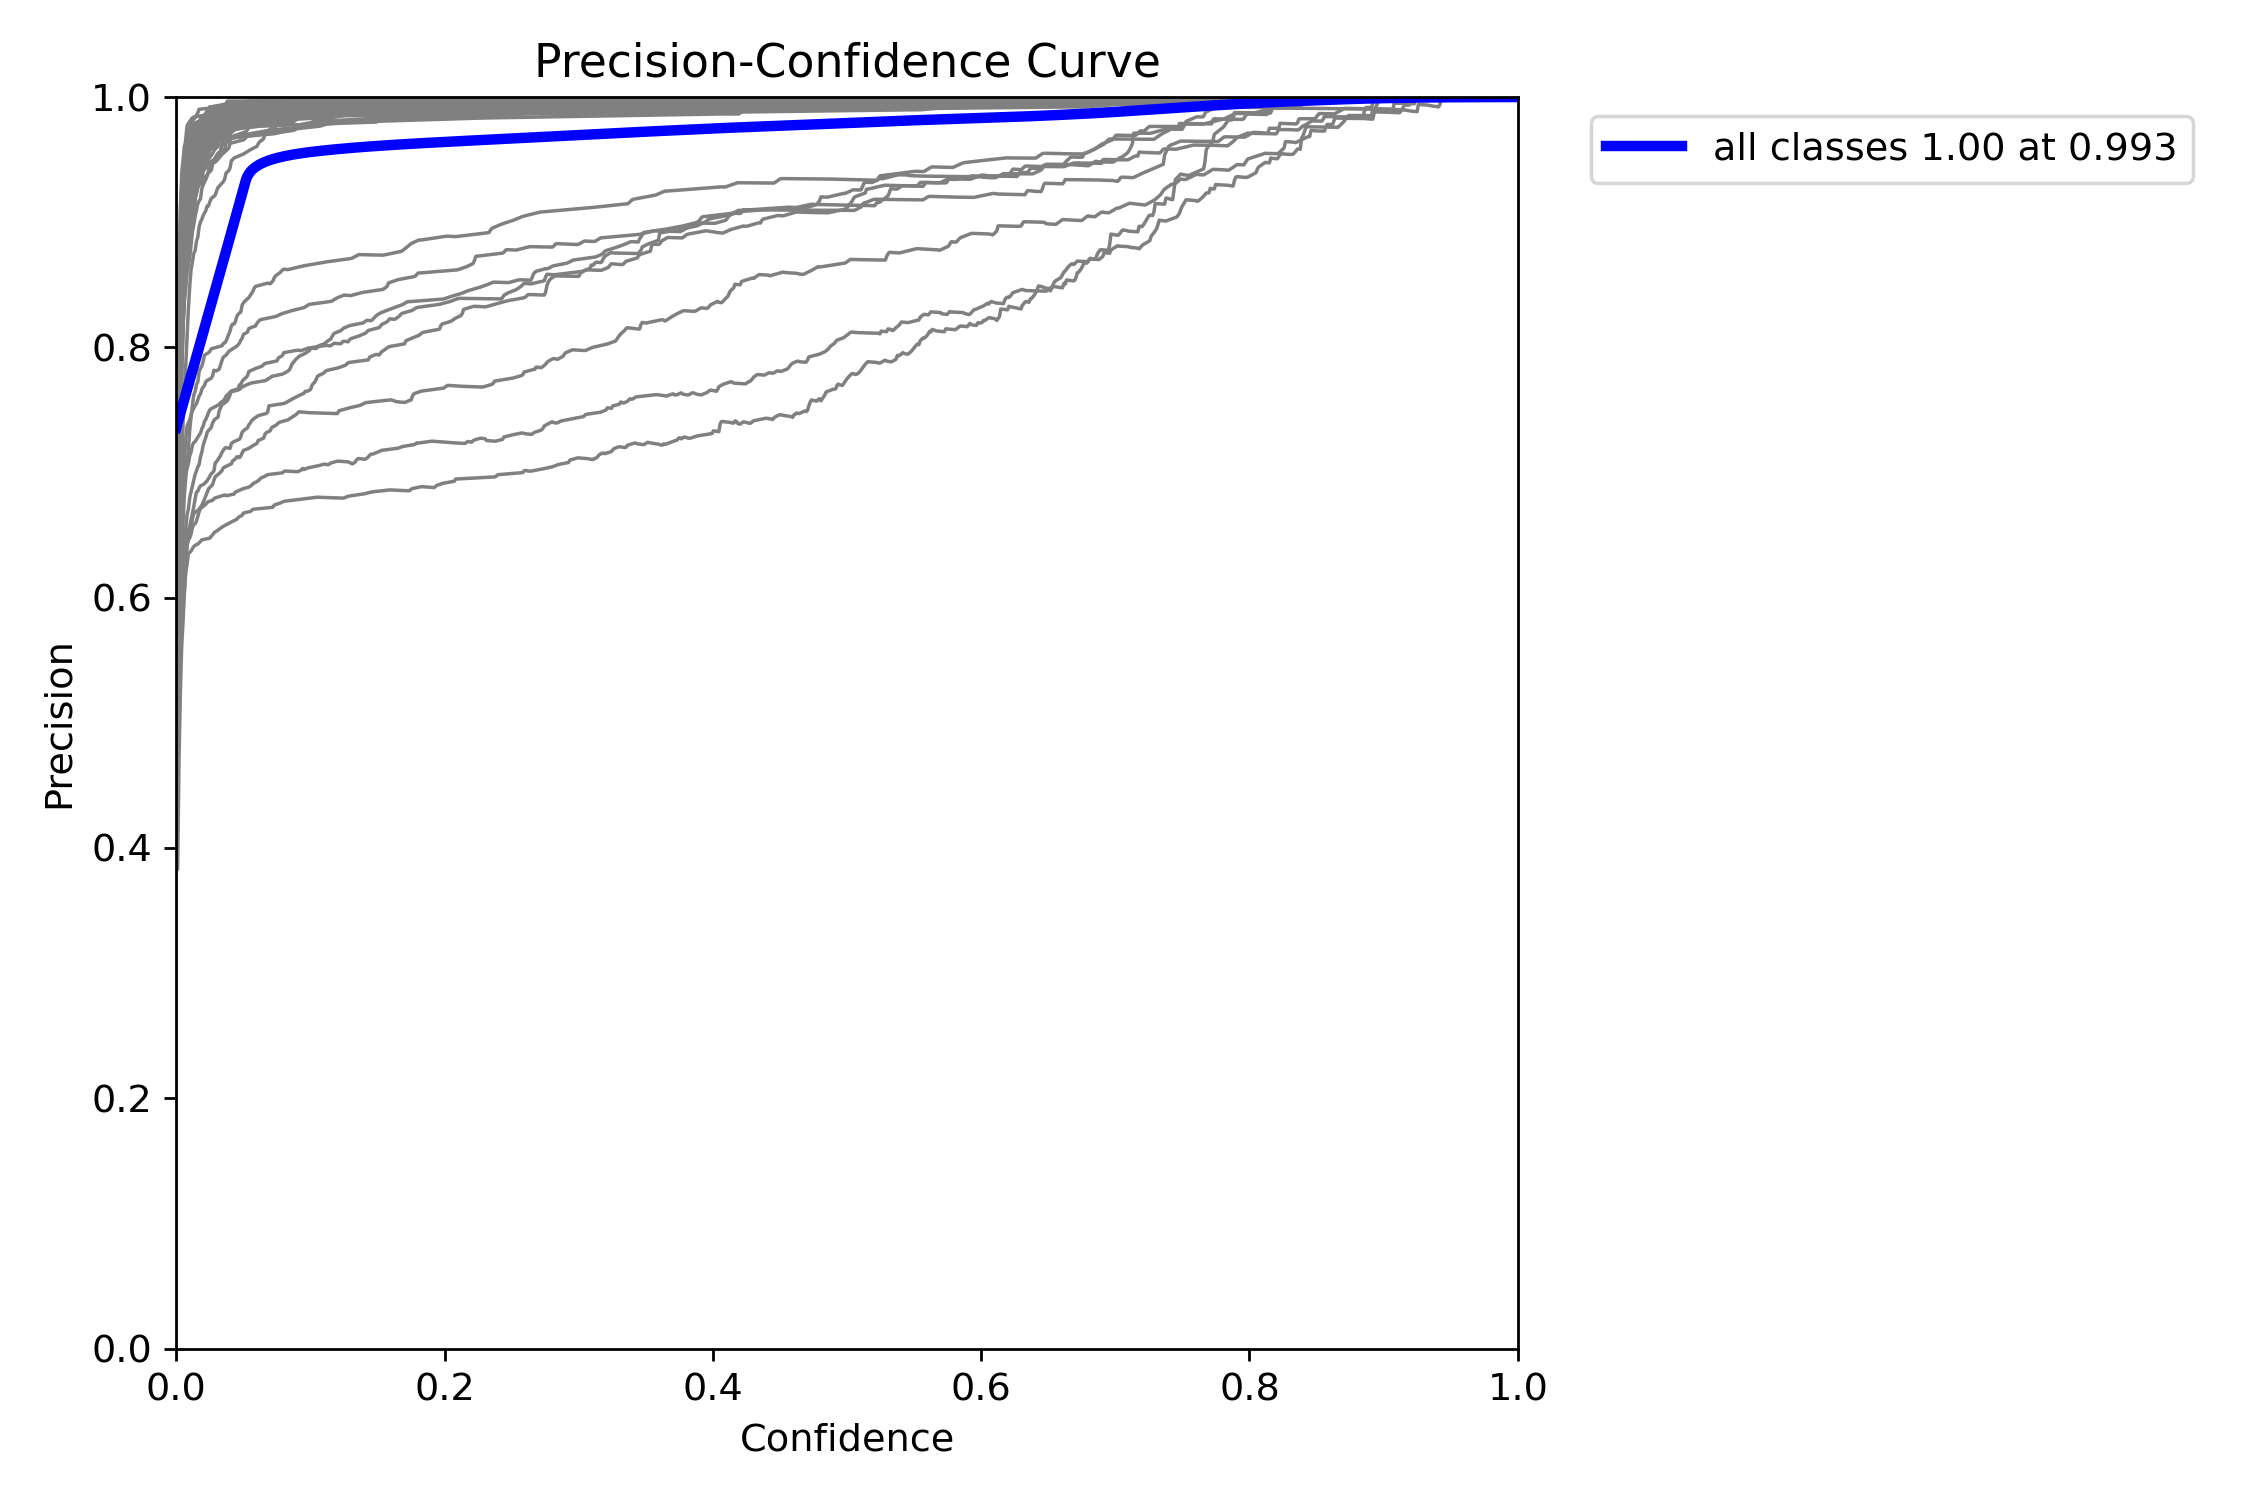 Precision-Confidence Curve
1.0
0.8
0.6
0.4
0.2
0.0
Precision
0.0 0.2 0.4 0.6 0.8 1.0
Confidence
all classes 1.00 at 0.993